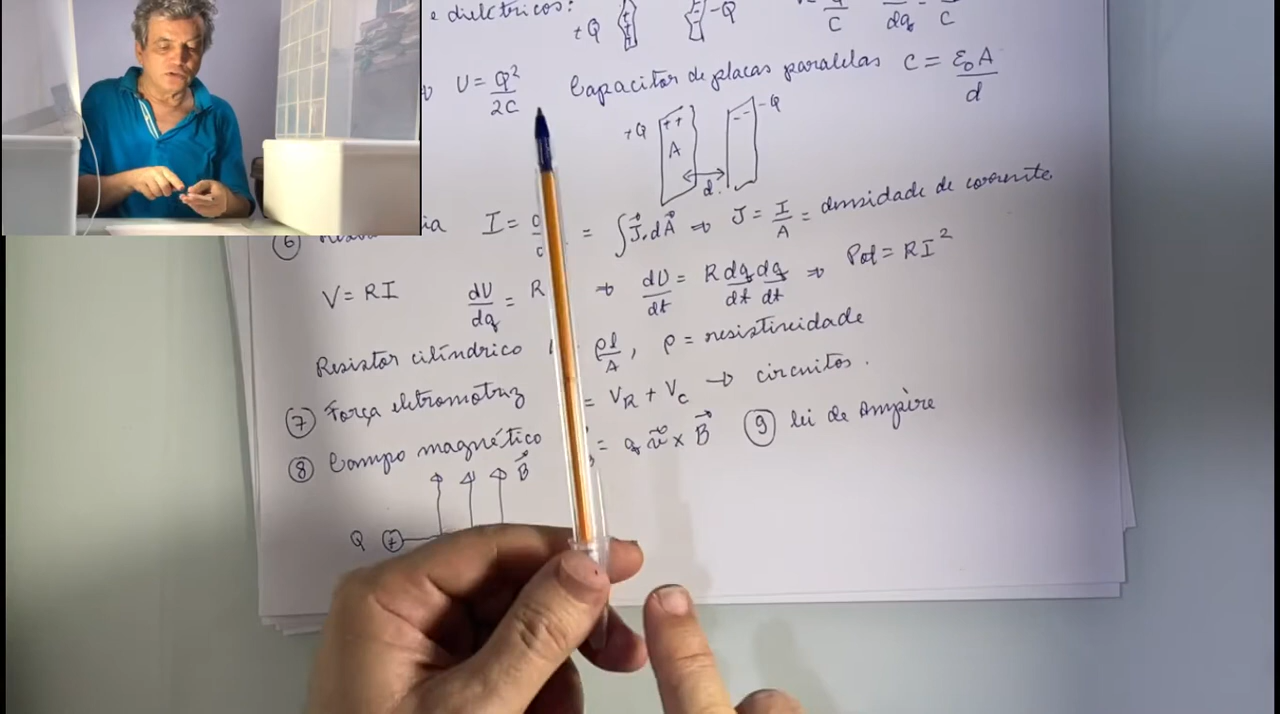 e dielétricos:
+Q -Q C dq C
U = Q²/2C Capacitor de placas paralelas C = ε₀A/d
+Q ++ A d. -- -Q
⑥ I = = ∫J⃗.dA⃗ ⇒ J = I/A = densidade de corrente
V = RI dU/dq = R ⇒ dU/dt = R dq/dt dq/dt ⇒ Pot = RI²
Resistor cilíndrico ρl/A, ρ = resistividade
⑦ Força eletromotriz = V_R + V_C → circuitos.
⑧ Campo magnético = q v⃗ × B⃗ ⑨ lei de Ampère
B⃗
Q +